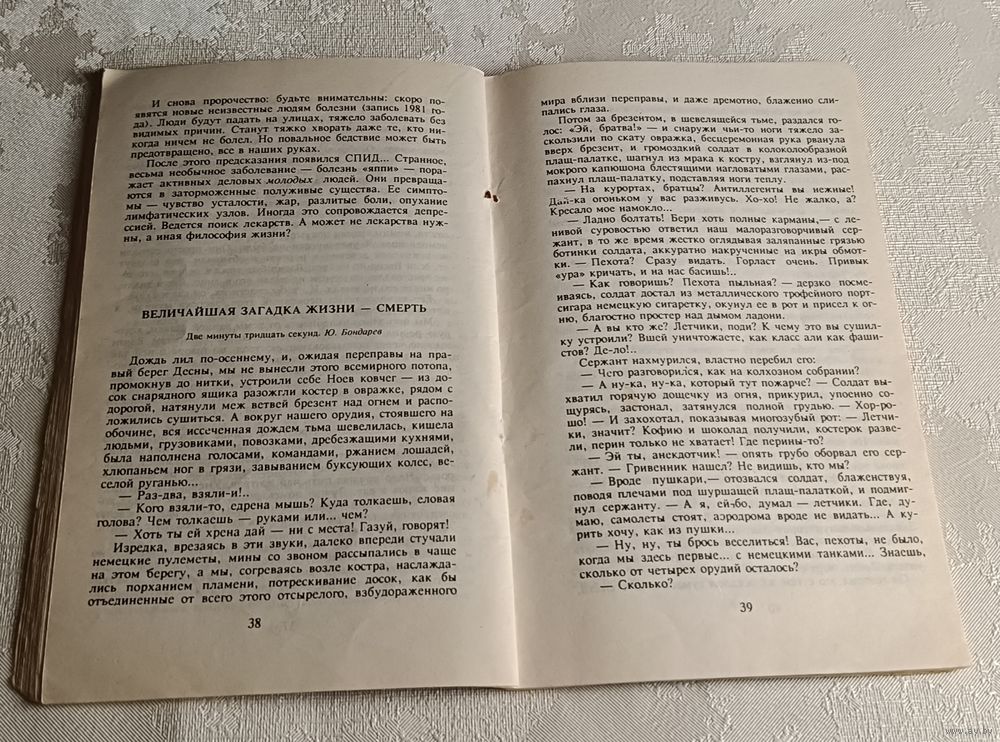 И снова пророчество: будьте внимательны: скоро по-
явятся новые неизвестные людям болезни (запись 1981 го-
да). Люди будут падать на улицах, тяжело заболевать без
видимых причин. Станут тяжко хворать даже те, кто ни-
когда ничем не болел. Но повальное бедствие может быть
предотвращено, все в наших руках.
После этого предсказания появился СПИД... Странное,
весьма необычное заболевание — болезнь «яппи» — пора-
жает активных деловых молодых людей. Они превраща-
ются в заторможенные полуживые существа. Ее симпто-
мы — чувство усталости, жар, разлитые боли, опухание
лимфатических узлов. Иногда это сопровождается депре-
ссией. Ведется поиск лекарств. А может не лекарства нуж-
ны, а иная философия жизни?
ВЕЛИЧАЙШАЯ ЗАГАДКА ЖИЗНИ — СМЕРТЬ
Две минуты тридцать секунд. Ю. Бондарев
Дождь лил по-осеннему, и, ожидая переправы на пра-
вый берег Десны, мы не вынесли этого всемирного потопа,
промокнув до нитки, устроили себе Ноев ковчег — из до-
сок снарядного ящика разожгли костер в овражке, рядом с
дорогой, натянули меж ветвей брезент над огнем и распо-
ложились сушиться. А вокруг нашего орудия, стоявшего на
обочине, вся иссеченная дождем тьма шевелилась, кишела
людьми, грузовиками, повозками, дребезжащими кухнями,
была наполнена голосами, командами, ржанием лошадей,
хлюпаньем ног в грязи, завыванием буксующих колес, ве-
селой руганью...
— Раз-два, взяли-и!..
— Кого взяли-то, сдрена мышь? Куда толкаешь, словая
голова? Чем толкаешь — руками или... чем?
— Хоть ты ей хрена дай — ни с места! Газуй, говорят!
Изредка, врезаясь в эти звуки, далеко впереди стучали
немецкие пулеметы, мины со звоном рассыпались в чаще
на этом берегу, а мы, согреваясь возле костра, наслажда-
лись порханием пламени, потрескивание досок, как бы
отъединенные от всего этого отсырелого, взбудораженного
38
мира вблизи переправы, и даже дремотно, блаженно сли-
пались глаза.
Потом за брезентом, в шевелящейся тьме, раздался го-
лос: «Эй, братва!» — и снаружи чьи-то ноги тяжело за-
скользили по скату овражка, бесцеремонная рука рванула
вверх брезент, и громоздкий солдат в колоколообразной
плащ-палатке, шагнул из мрака к костру, взглянул из-под
мокрого капюшона блестящими нагловатыми глазами, рас-
пахнул плащ-палатку, подставляя ноги теплу.
— На курортах, братцы? Антиллегенты вы нежные!
Дай-ка огоньком у вас разживусь. Хо-хо! Не жалко, а?
Кресало мое намокло...
— Ладно болтать! Бери хоть полные карманы,— с ле-
нивой суровостью ответил наш малоразговорчивый сер-
жант, в то же время жестко оглядывая заляпанные грязью
ботинки солдата, аккуратно накрученные на икры обмот-
ки. — Пехота? Сразу видать. Горласт очень. Привык
«ура» кричать, и на нас басишь!..
— Как говоришь? Пехота пыльная? — дерзко посме-
иваясь, солдат достал из металлического трофейного порт-
сигара немецкую сигаретку, окунул ее в рот и присел к ог-
ню, благостно простер над дымом ладони.
— А вы кто же? Летчики, поди? К чему это вы сушил-
ку устроили? Вшей уничтожаете, как класс али как фаши-
стов? Де-ло!..
Сержант нахмурился, властно перебил его:
— Чего разговорился, как на колхозном собрании?
— А ну-ка, ну-ка, который тут пожарче? — Солдат вы-
хватил горячую дощечку из огня, прикурил, упоенно со-
щурясь, застонал, затянулся полной грудью. — Хор-ро-
шо! — И захохотал, показывая многозубый рот: — Летчи-
ки, значит? Кофию и шоколад получили, костерок разве-
ли, перин только не хватает! Где перины-то?
— Эй ты, анекдотчик! — опять грубо оборвал его сер-
жант. — Гривенник нашел? Не видишь, кто мы?
— Вроде пушкари,— отозвался солдат, блаженствуя,
поводя плечами под шуршащей плащ-палаткой, и подмиг-
нул сержанту. — А я, ей-бо, думал — летчики. Где, ду-
маю, самолеты стоят, аэродрома вроде не видать... А ку-
рить хочу, как из пушки...
— Ну, ну, ты брось веселиться! Вас, пехоты, не было,
когда мы здесь первые... с немецкими танками... Знаешь,
сколько от четырех орудий осталось?
— Сколько?
39
www.av.by